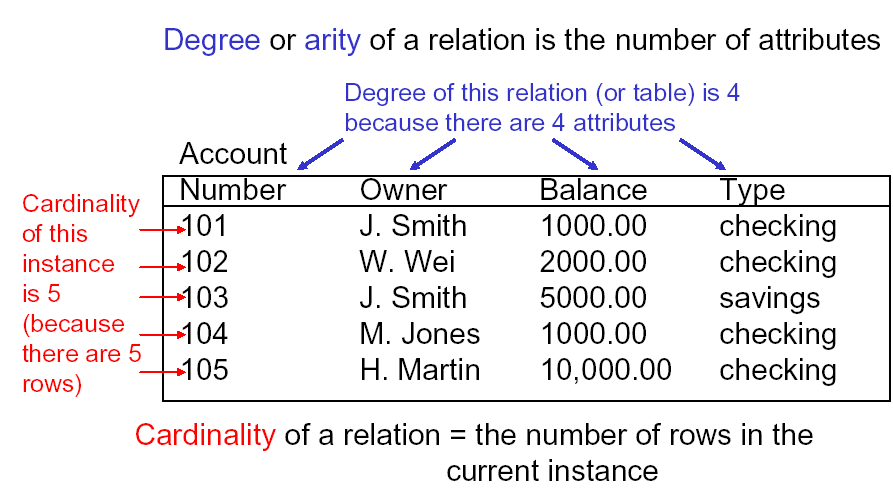 Degree or arity of a relation is the number of attributes
Degree of this relation (or table) is 4
because there are 4 attributes
Account
Number Owner Balance Type
101 J. Smith 1000.00 checking
102 W. Wei 2000.00 checking
103 J. Smith 5000.00 savings
104 M. Jones 1000.00 checking
105 H. Martin 10,000.00 checking
Cardinality
of this
instance
is 5
(because
there are 5
rows)
Cardinality of a relation = the number of rows in the
current instance